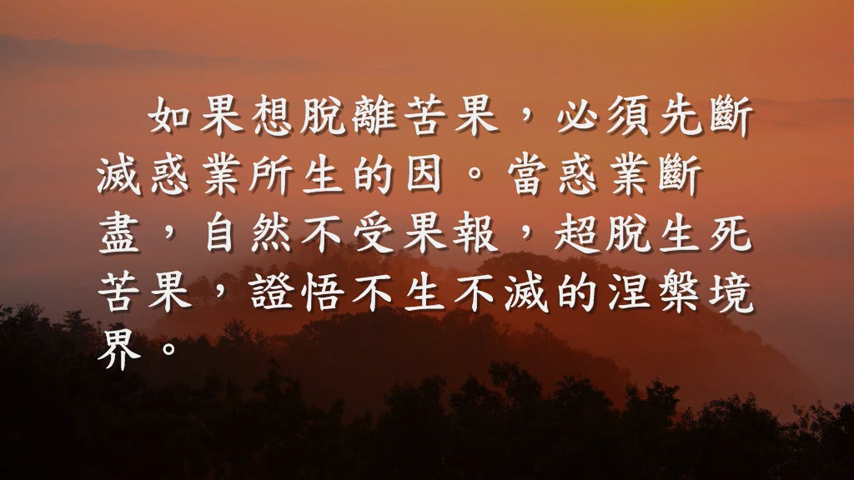 如果想脫離苦果，必須先斷
滅惑業所生的因。當惑業斷
盡，自然不受果報，超脫生死
苦果，證悟不生不滅的涅槃境
界。